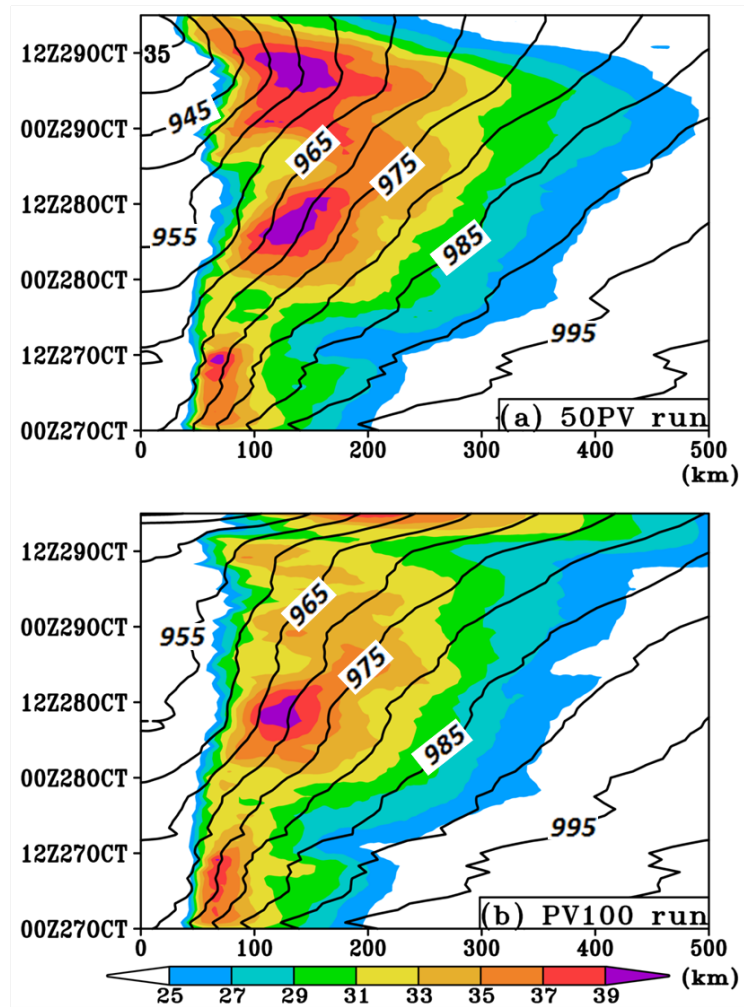 12Z29OCT
35
945
00Z29OCT
965
975
12Z28OCT
955
985
00Z28OCT
12Z27OCT
995
00Z27OCT
(a) 50PV run
0 100 200 300 400 500
(km)
12Z29OCT
965
00Z29OCT
955
975
12Z28OCT
985
00Z28OCT
12Z27OCT
995
00Z27OCT
(b) PV100 run
0 100 200 300 400 500
(km)
25 27 29 31 33 35 37 39